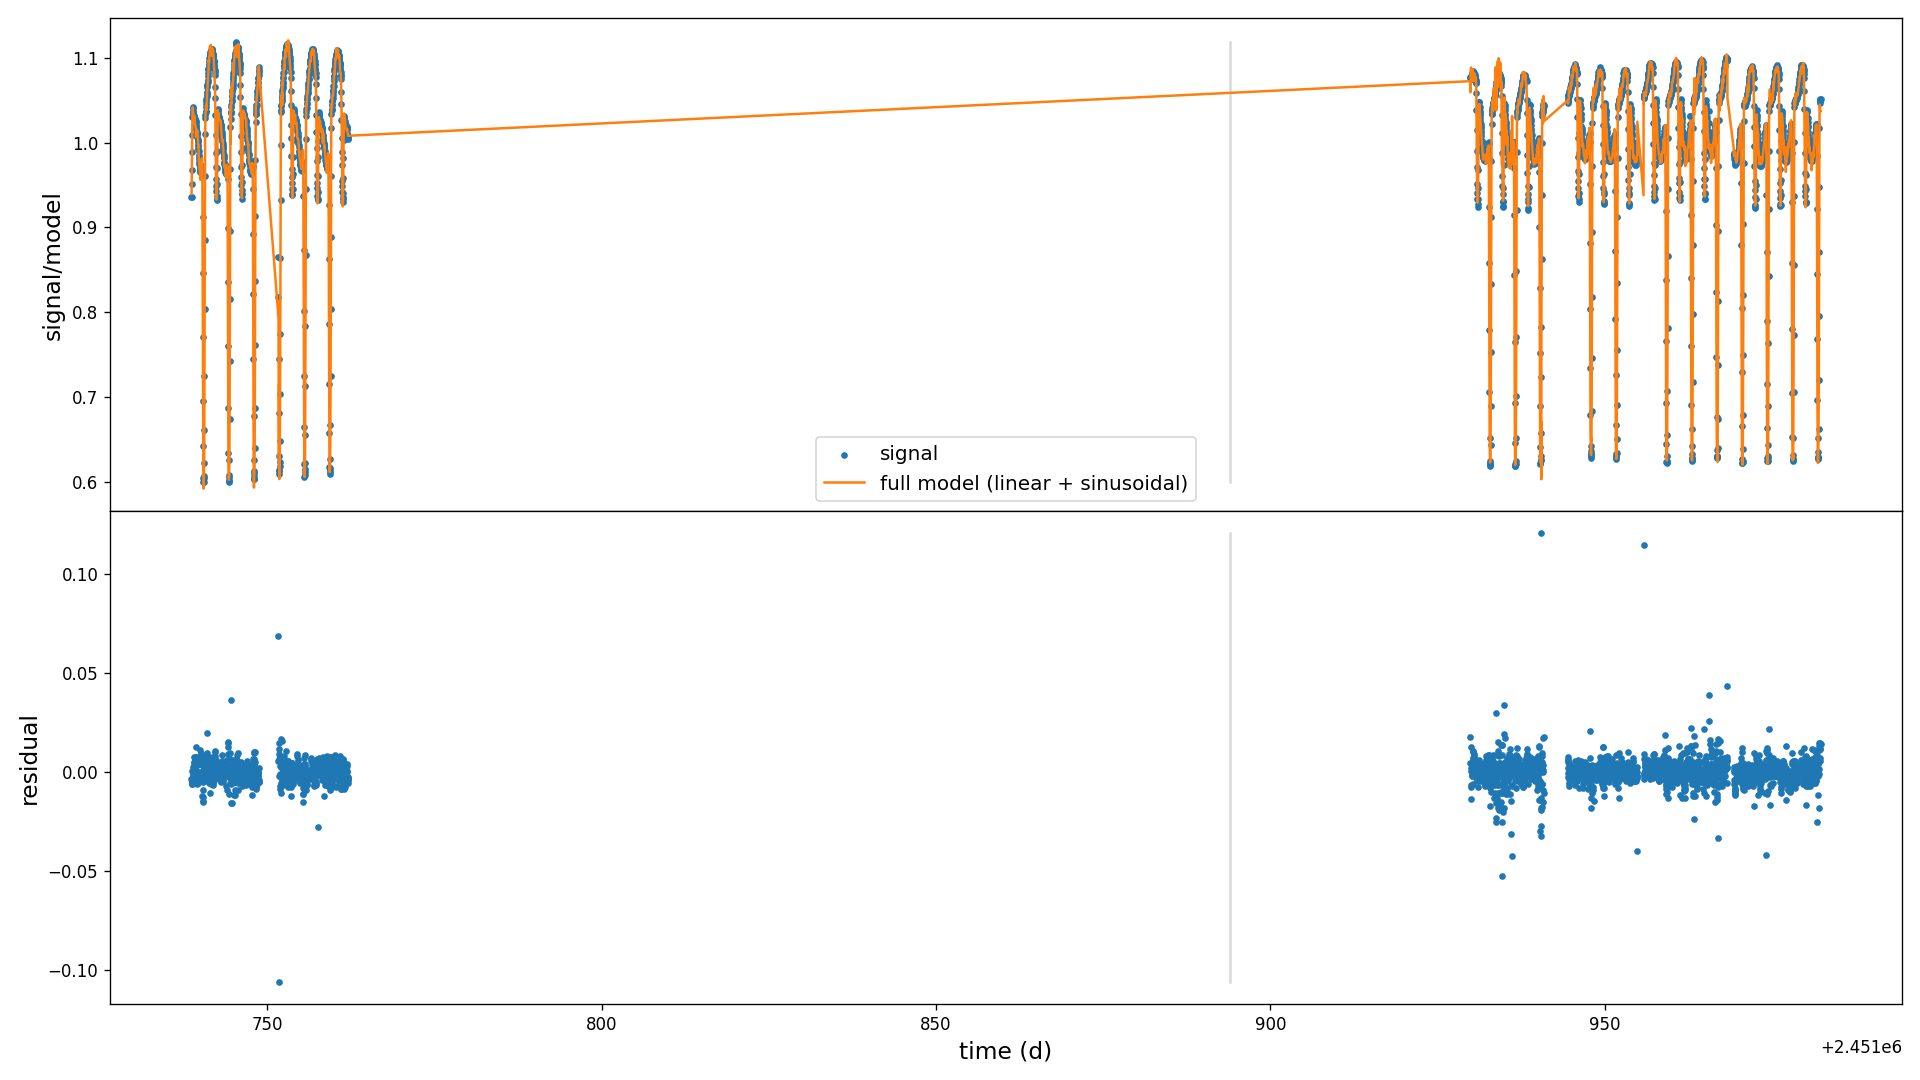 1.1
1.0
0.9
0.8
0.7
0.6
signal/model
signal
full model (linear + sinusoidal)
0.10
0.05
0.00
−0.05
−0.10
residual
750 800 850 900 950
time (d)
+2.451e6